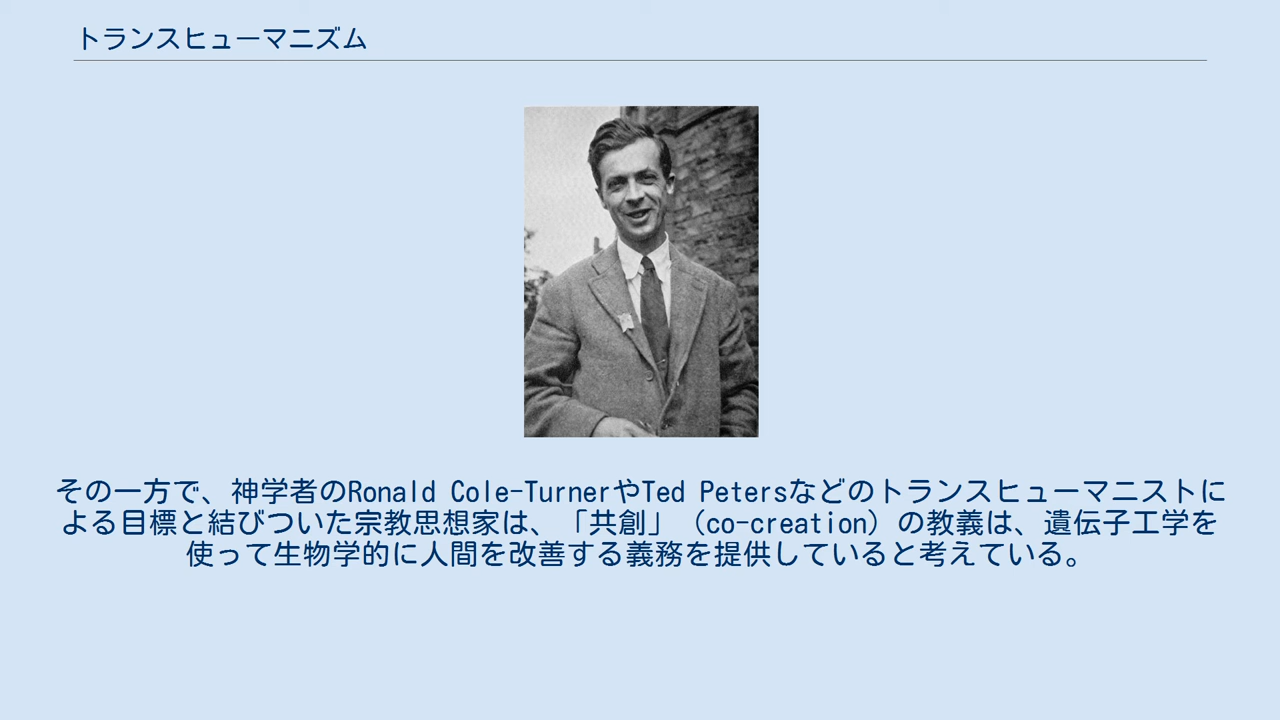 トランスヒューマニズム
その一方で、神学者のRonald Cole-TurnerやTed Petersなどのトランスヒューマニストに
よる目標と結びついた宗教思想家は、「共創」（co-creation）の教義は、遺伝子工学を
使って生物学的に人間を改善する義務を提供していると考えている。